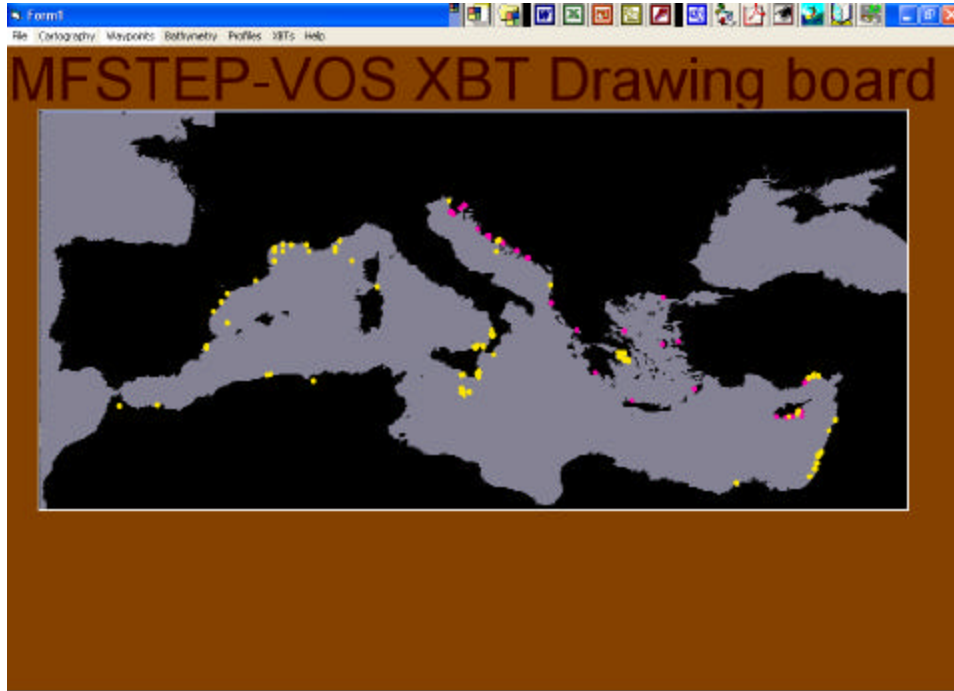 Form1
File Cartography Waypoints Bathymetry Profiles XBTs Help
MFSTEP-VOS XBT Drawing board